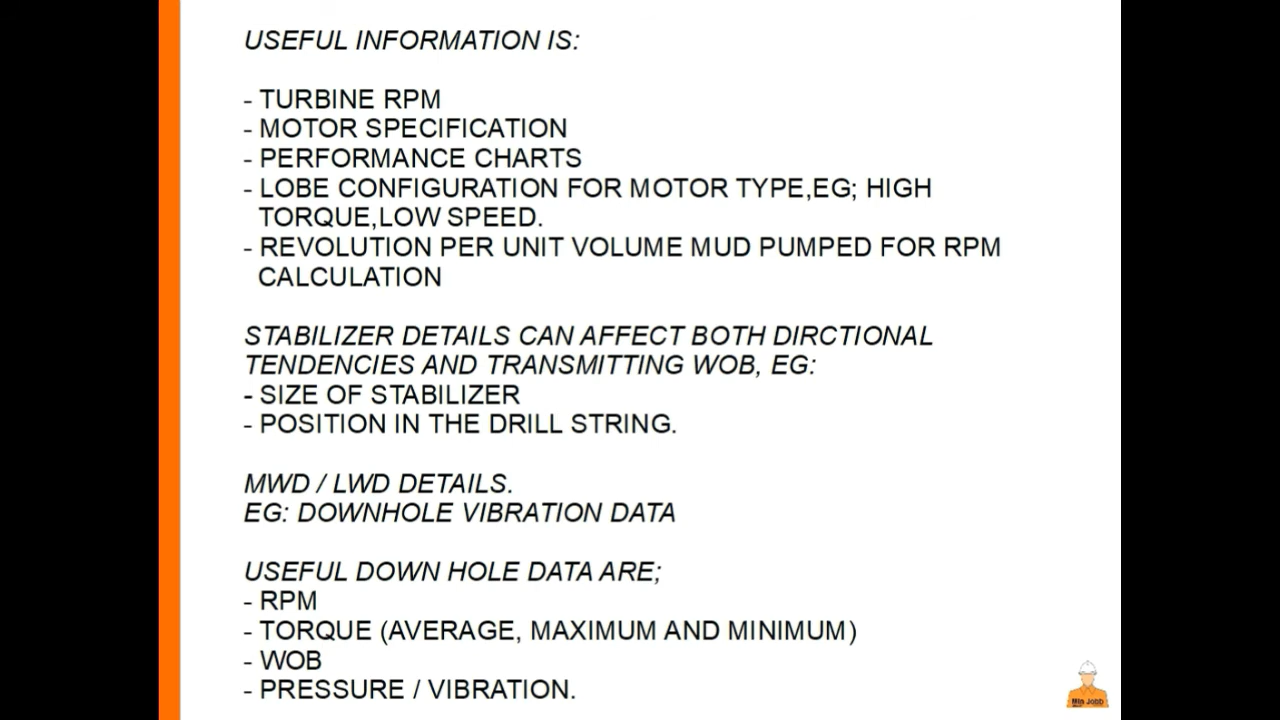 USEFUL INFORMATION IS:
- TURBINE RPM
- MOTOR SPECIFICATION
- PERFORMANCE CHARTS
- LOBE CONFIGURATION FOR MOTOR TYPE,EG; HIGH
TORQUE,LOW SPEED.
- REVOLUTION PER UNIT VOLUME MUD PUMPED FOR RPM
CALCULATION
STABILIZER DETAILS CAN AFFECT BOTH DIRCTIONAL
TENDENCIES AND TRANSMITTING WOB, EG:
- SIZE OF STABILIZER
- POSITION IN THE DRILL STRING.
MWD / LWD DETAILS.
EG: DOWNHOLE VIBRATION DATA
USEFUL DOWN HOLE DATA ARE;
- RPM
- TORQUE (AVERAGE, MAXIMUM AND MINIMUM)
- WOB
- PRESSURE / VIBRATION.
Min Jobb